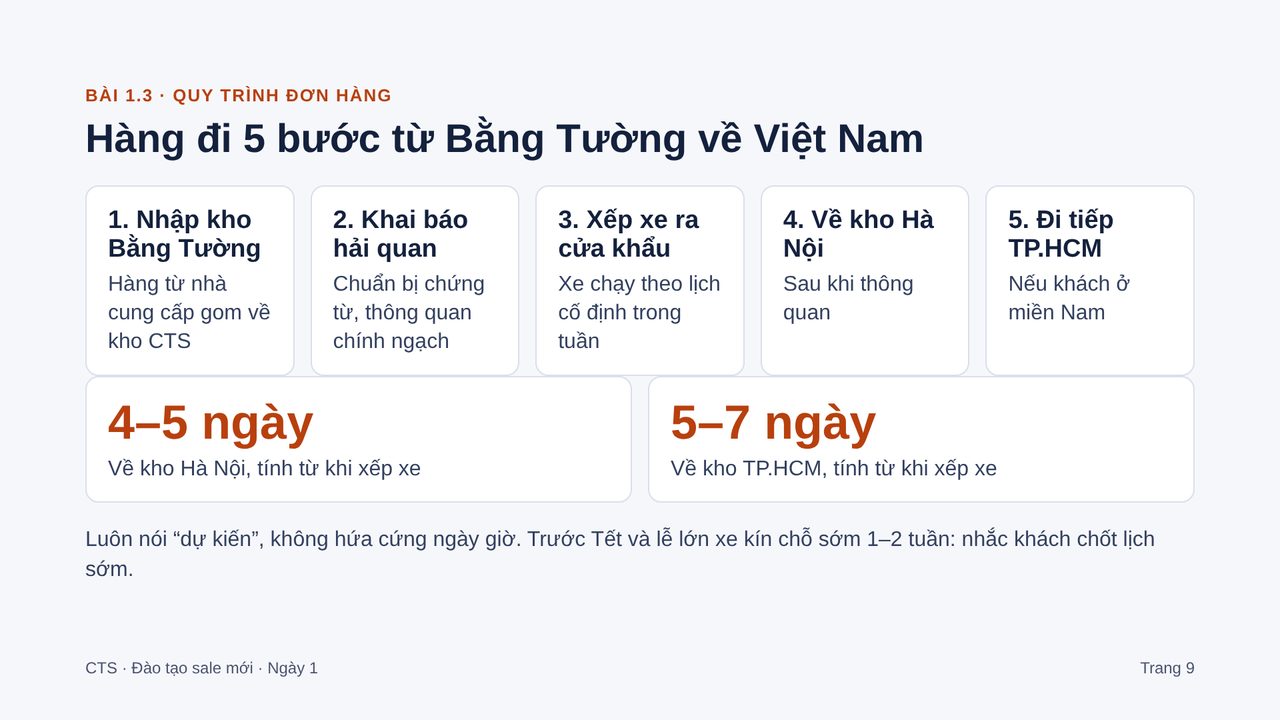 BÀI 1.3 · QUY TRÌNH ĐƠN HÀNG
Hàng đi 5 bước từ Bằng Tường về Việt Nam
1. Nhập kho
Bằng Tường
Hàng từ nhà
cung cấp gom về
kho CTS
2. Khai báo
hải quan
Chuẩn bị chứng
từ, thông quan
chính ngạch
3. Xếp xe ra
cửa khẩu
Xe chạy theo lịch
cố định trong
tuần
4. Về kho Hà
Nội
Sau khi thông
quan
5. Đi tiếp
TP.HCM
Nếu khách ở
miền Nam
4–5 ngày
Về kho Hà Nội, tính từ khi xếp xe
5–7 ngày
Về kho TP.HCM, tính từ khi xếp xe
Luôn nói “dự kiến”, không hứa cứng ngày giờ. Trước Tết và lễ lớn xe kín chỗ sớm 1–2 tuần: nhắc khách chốt lịch
sớm.
CTS · Đào tạo sale mới · Ngày 1
Trang 9